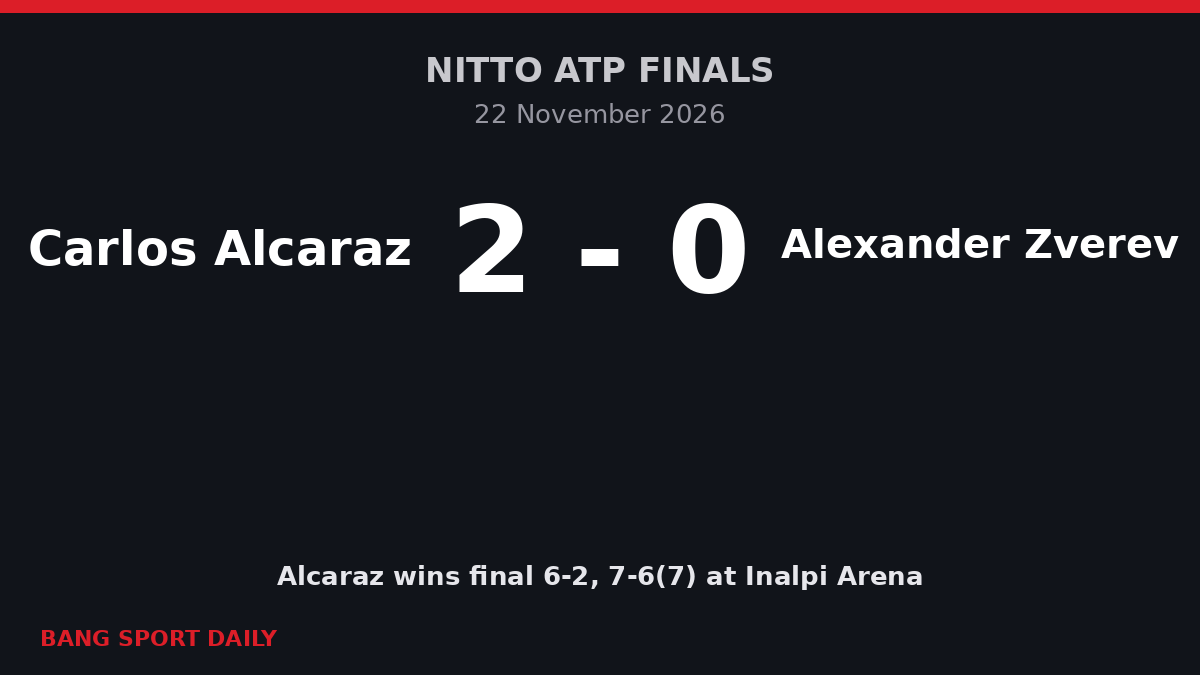 NITTO ATP FINALS
22 November 2026
Carlos Alcaraz 2 - 0 Alexander Zverev
Alcaraz wins final 6-2, 7-6(7) at Inalpi Arena
BANG SPORT DAILY